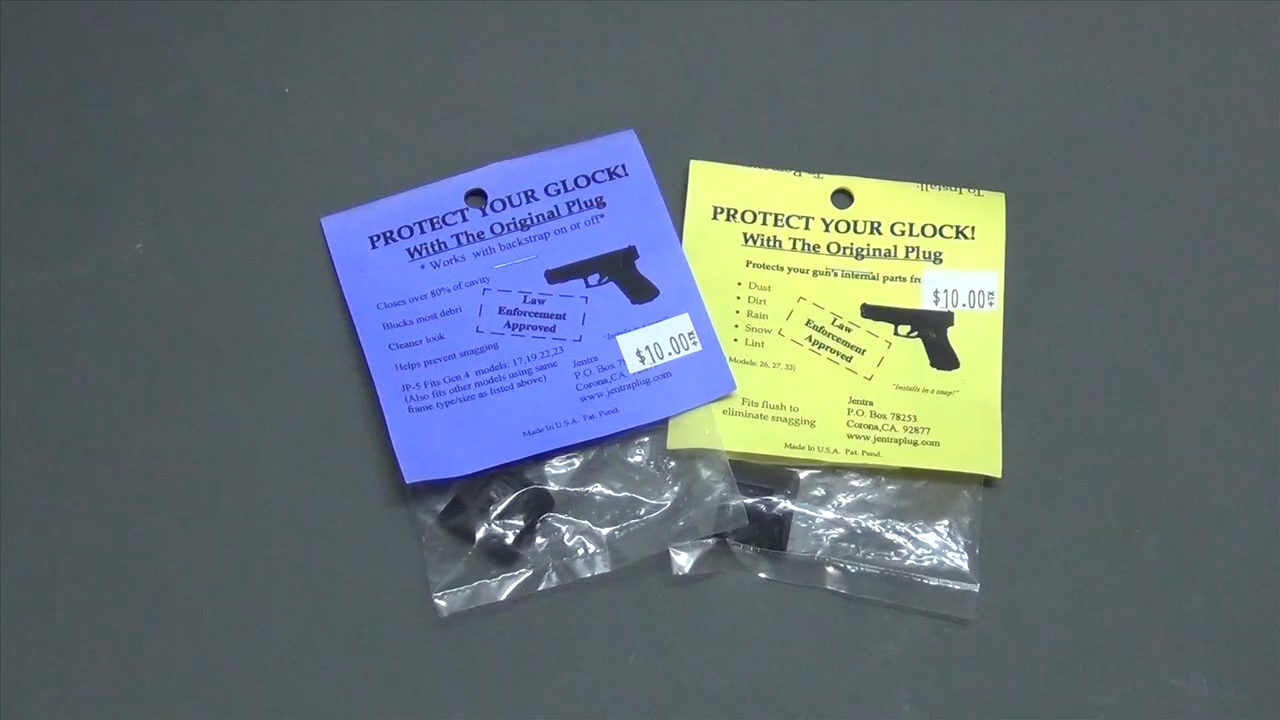 PROTECT YOUR GLOCK!
With The Original Plug
* Works with backstrap on or off*
Closes over 80% of cavity
Blocks most debri
Cleaner look
Helps prevent snagging
Law
Enforcement
Approved
JP-5 Fits Gen 4 models: 17,19,22,23
(Also fits other models using same
frame type/size as listed above)
$10.00+TX
Jentra
P.O. Box
Corona,CA.
www.jentraplug.com
Made In U.S.A. Pat. Pend.
To Install:
PROTECT YOUR GLOCK!
With The Original Plug
Protects your gun's internal parts
$10.00+TX
• Dust
• Dirt
• Rain
• Snow
• Lint
Law
Enforcement
Approved
Models: 26, 27, 33)
"Installs in a snap!"
Fits flush to
eliminate snagging
Jentra
P.O. Box 78253
Corona,CA. 92877
www.jentraplug.com
Made In U.S.A. Pat. Pend.